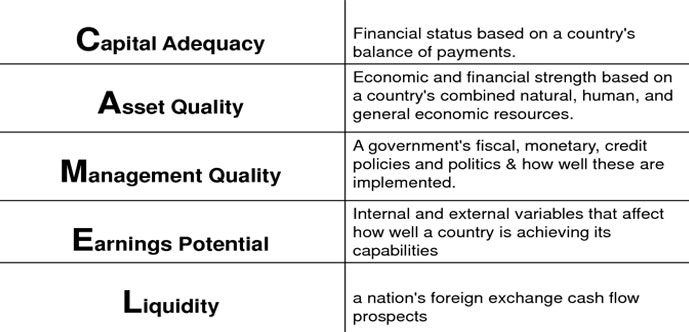 Capital Adequacy
Financial status based on a country's
balance of payments.
Asset Quality
Economic and financial strength based on
a country's combined natural, human, and
general economic resources.
Management Quality
A government's fiscal, monetary, credit
policies and politics & how well these are
implemented.
Earnings Potential
Internal and external variables that affect
how well a country is achieving its
capabilities
Liquidity
a nation's foreign exchange cash flow
prospects